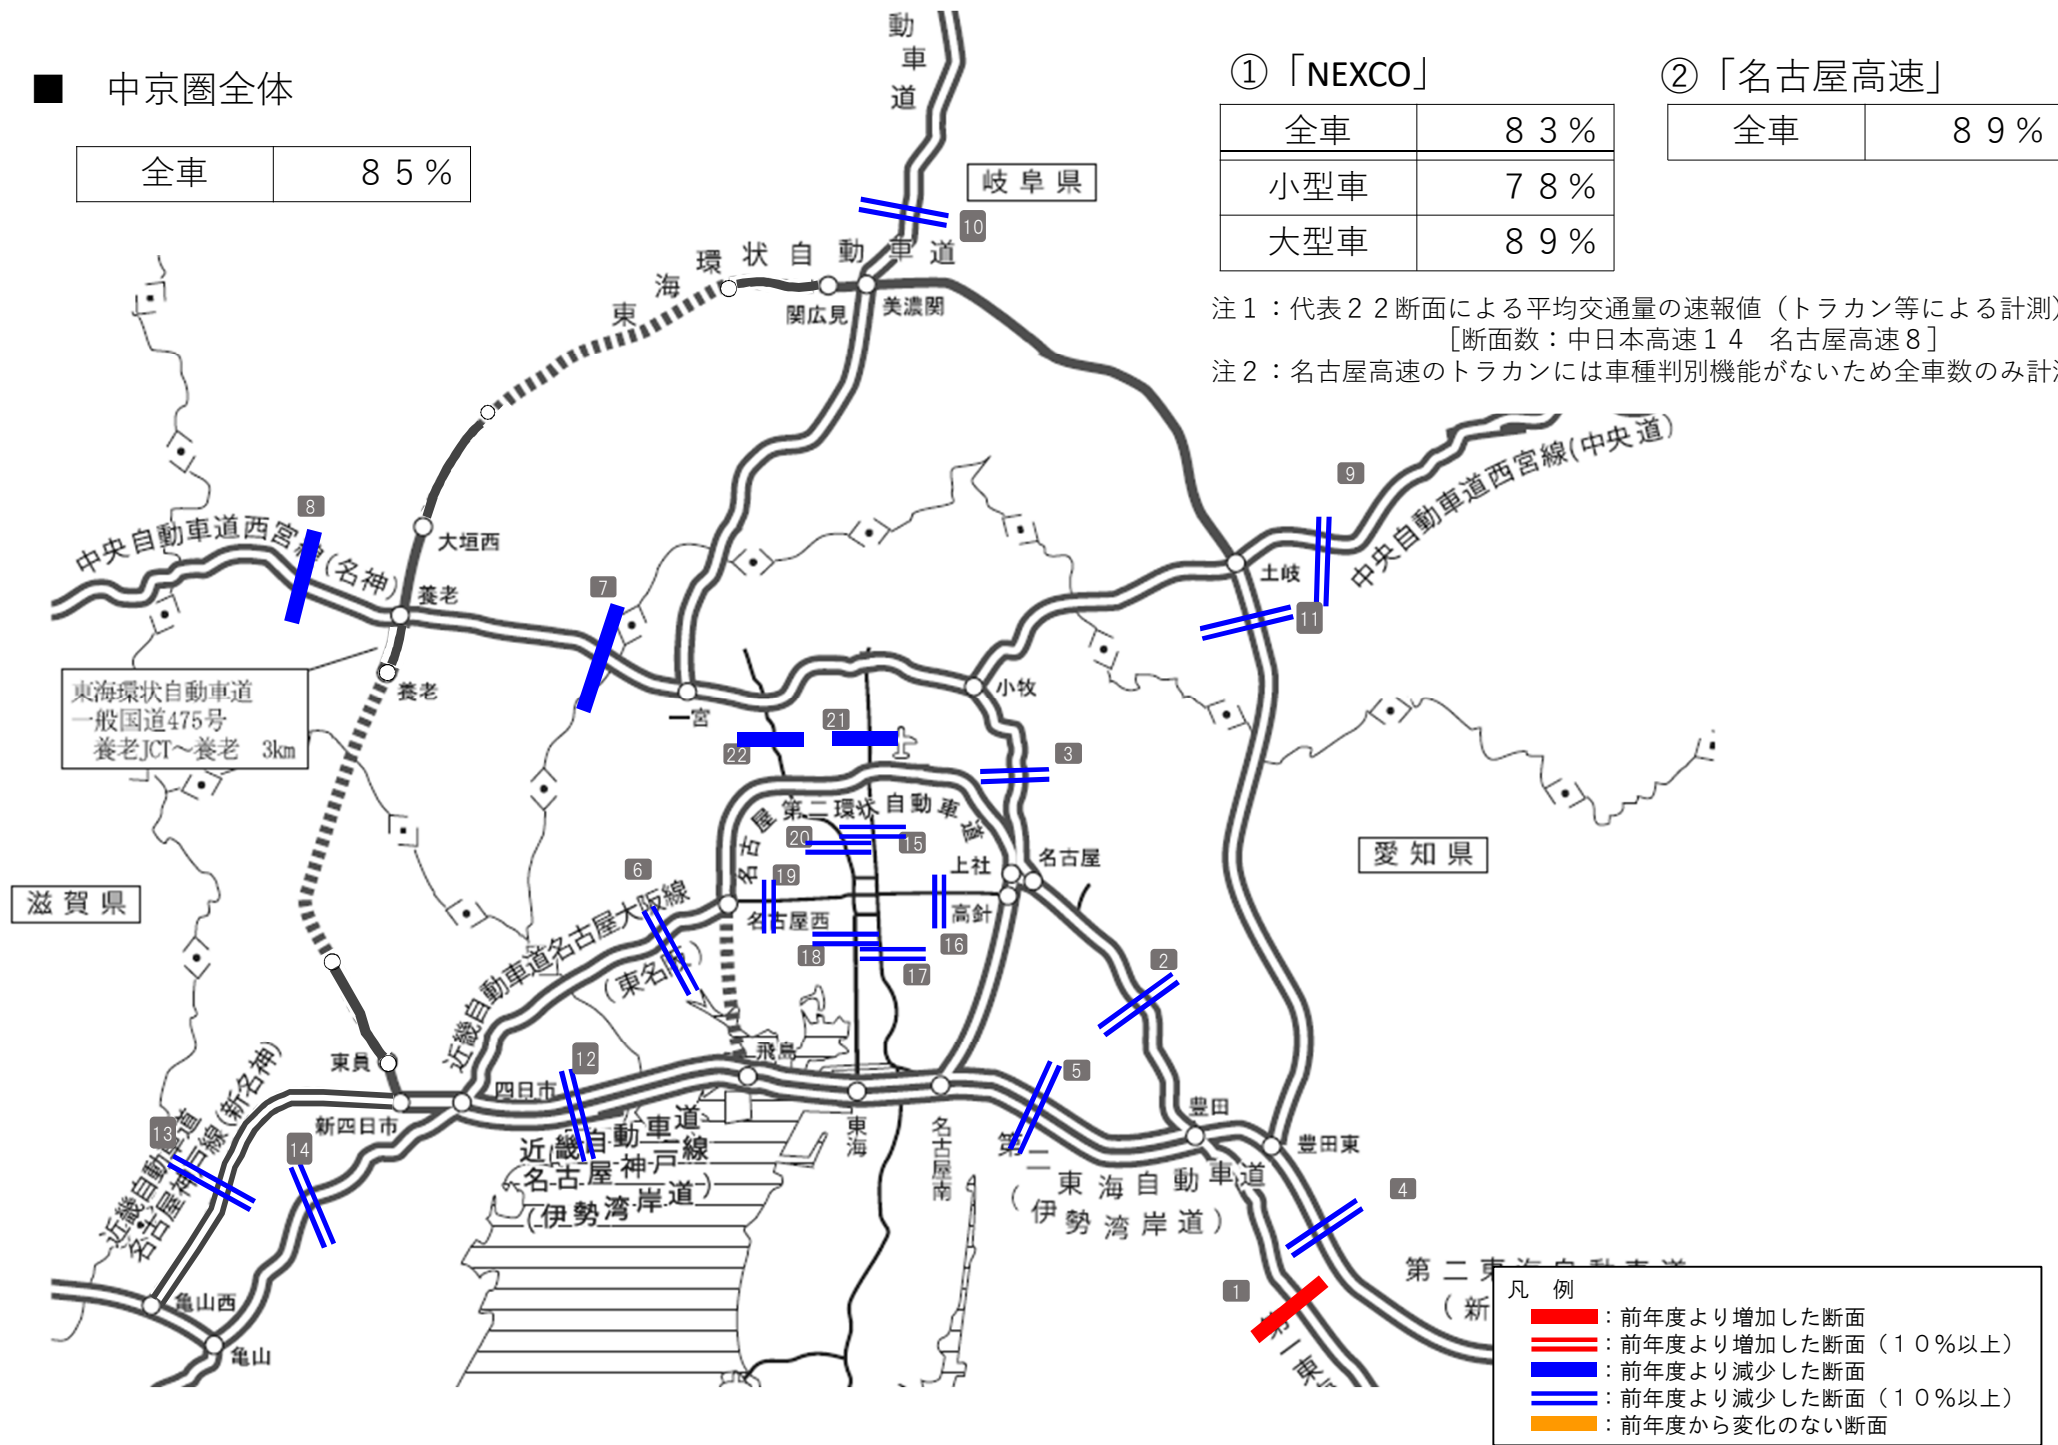 ■　中京圏全体
全車　８５％
①「NEXCO」
全車　８３％
小型車　７８％
大型車　８９％
②「名古屋高速」
全車　８９％
注１：代表２２断面による平均交通量の速報値（トラカン等による計測）
［断面数：中日本高速１４　名古屋高速８］
注２：名古屋高速のトラカンには車種判別機能がないため全車数のみ計
動車道
岐阜県
10
東海環状自動車道
関広見
美濃関
中央自動車道西宮線(中央道)
9
8
中央自動車道西宮線(名神)
大垣西
養老
7
土岐
11
養老
東海環状自動車道
一般国道475号
養老JCT～養老　3km
一宮
小牧
22
21
3
名古屋第二環状自動車道
20
15
愛知県
滋賀県
6
19
上社
名古屋
名古屋西
高針
近畿自動車道名古屋大阪線
（東名阪）
18
17
16
2
東員
飛島
12
四日市
5
近畿自動車道
名古屋神戸線(新名神)
13
14
新四日市
近畿自動車道
名古屋神戸線
（伊勢湾岸道）
東海
名古屋南
豊田
豊田東
第二東海自動車道
（伊勢湾岸道）
4
亀山西
亀山
1
第一東
第二東海自動車道
（新
凡　例
：前年度より増加した断面
：前年度より増加した断面（１０％以上）
：前年度より減少した断面
：前年度より減少した断面（１０％以上）
：前年度から変化のない断面